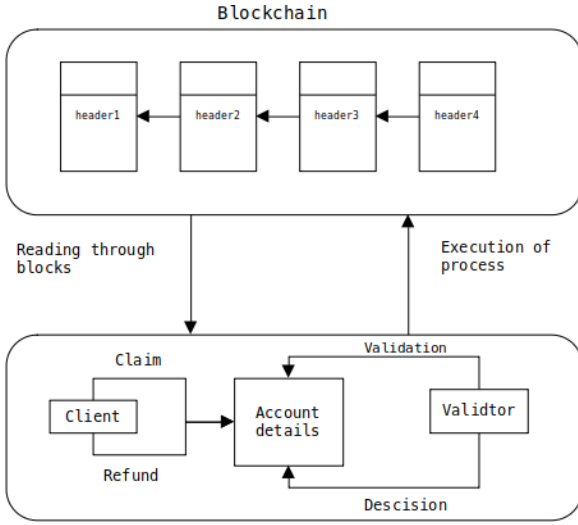 Blockchain
header1
header2
header3
header4
Reading through
blocks
Execution of
process
Validation
Claim
Client
Account
details
Validtor
Refund
Descision